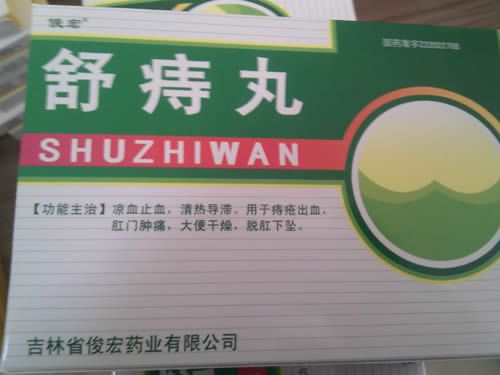 俊宏®
国药准字Z22022708
舒痔丸
SHUZHIWAN
【功能主治】凉血止血,清热导滞。用于痔疮出血,
肛门肿痛,大便干燥,脱肛下坠。
吉林省俊宏药业有限公司